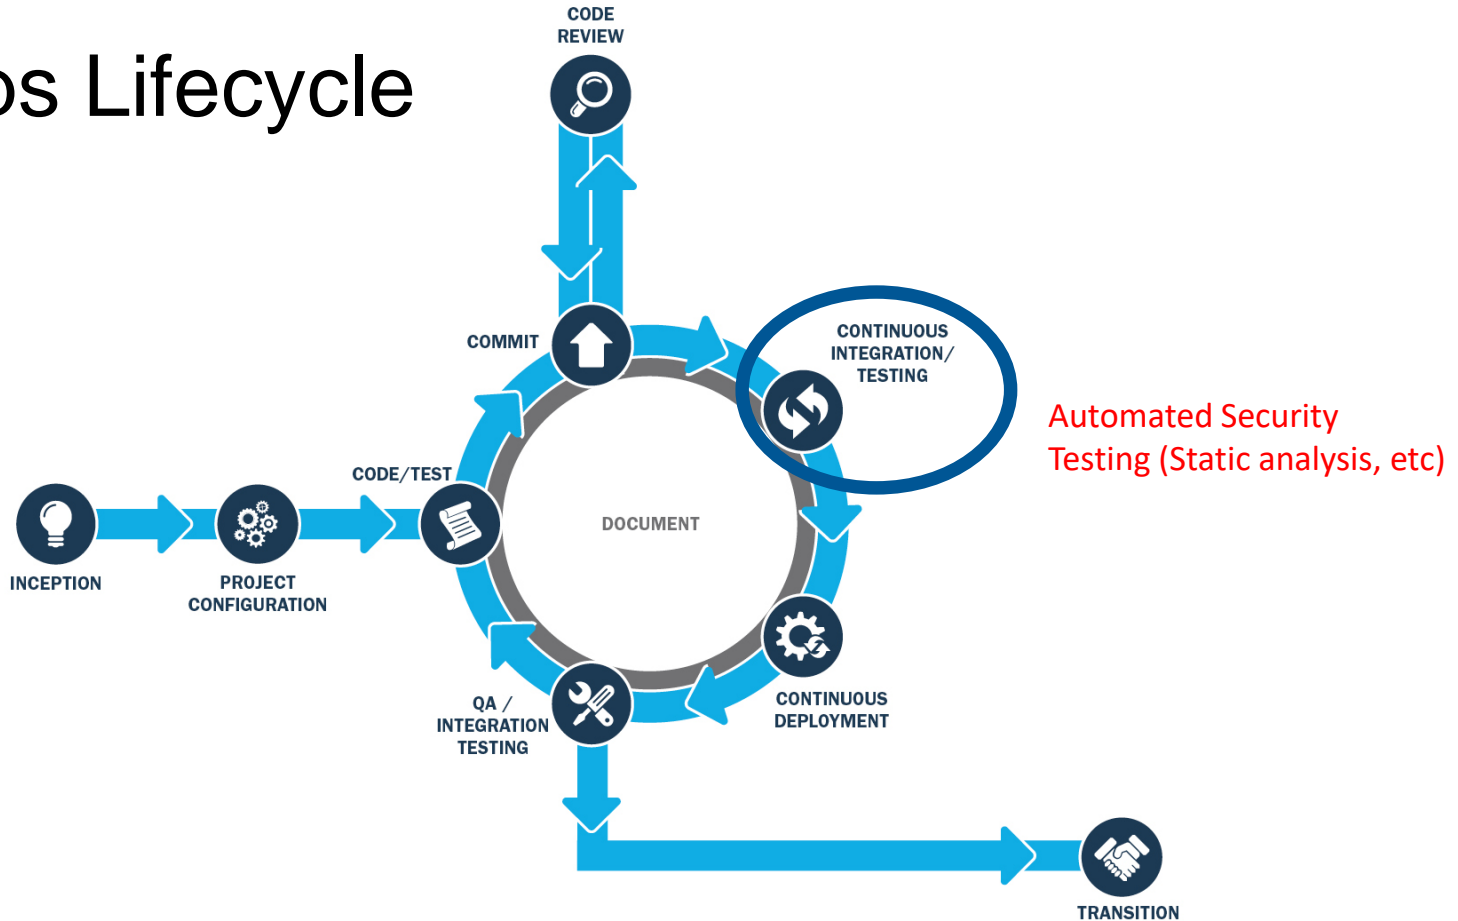 os Lifecycle
CODE
REVIEW
COMMIT
CONTINUOUS
INTEGRATION/
TESTING
Automated Security
Testing (Static analysis, etc)
CODE/TEST
DOCUMENT
INCEPTION
PROJECT
CONFIGURATION
QA /
INTEGRATION
TESTING
CONTINUOUS
DEPLOYMENT
TRANSITION